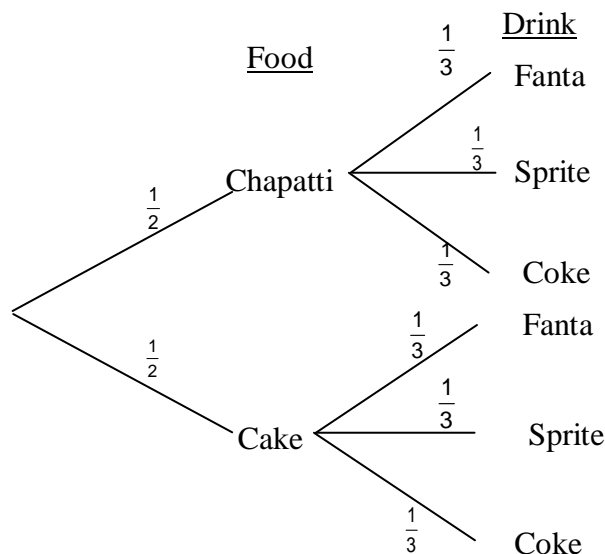 Drink
Food
1/3
Fanta
1/3
Sprite
Chapatti
1/2
1/3
Coke
Fanta
1/3
1/2
1/3
Cake
Sprite
1/3
Coke